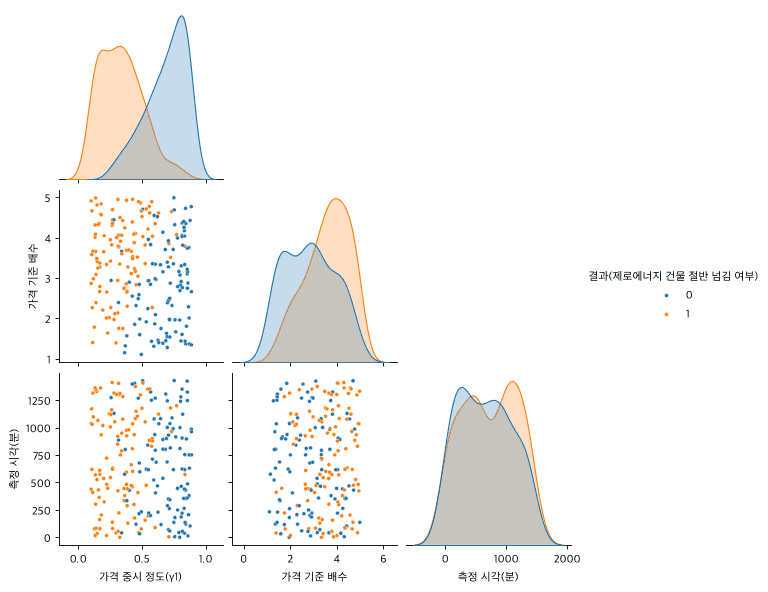 5
4
3
2
1
가격 기준 배수
결과(제로에너지 건물 절반 넘김 여부)
0
1
1250
1000
750
500
250
0
측정 시각(분)
0.0 0.5 1.0
0 2 4 6
0 1000 2000
가격 중시 정도(γ1)
가격 기준 배수
측정 시각(분)